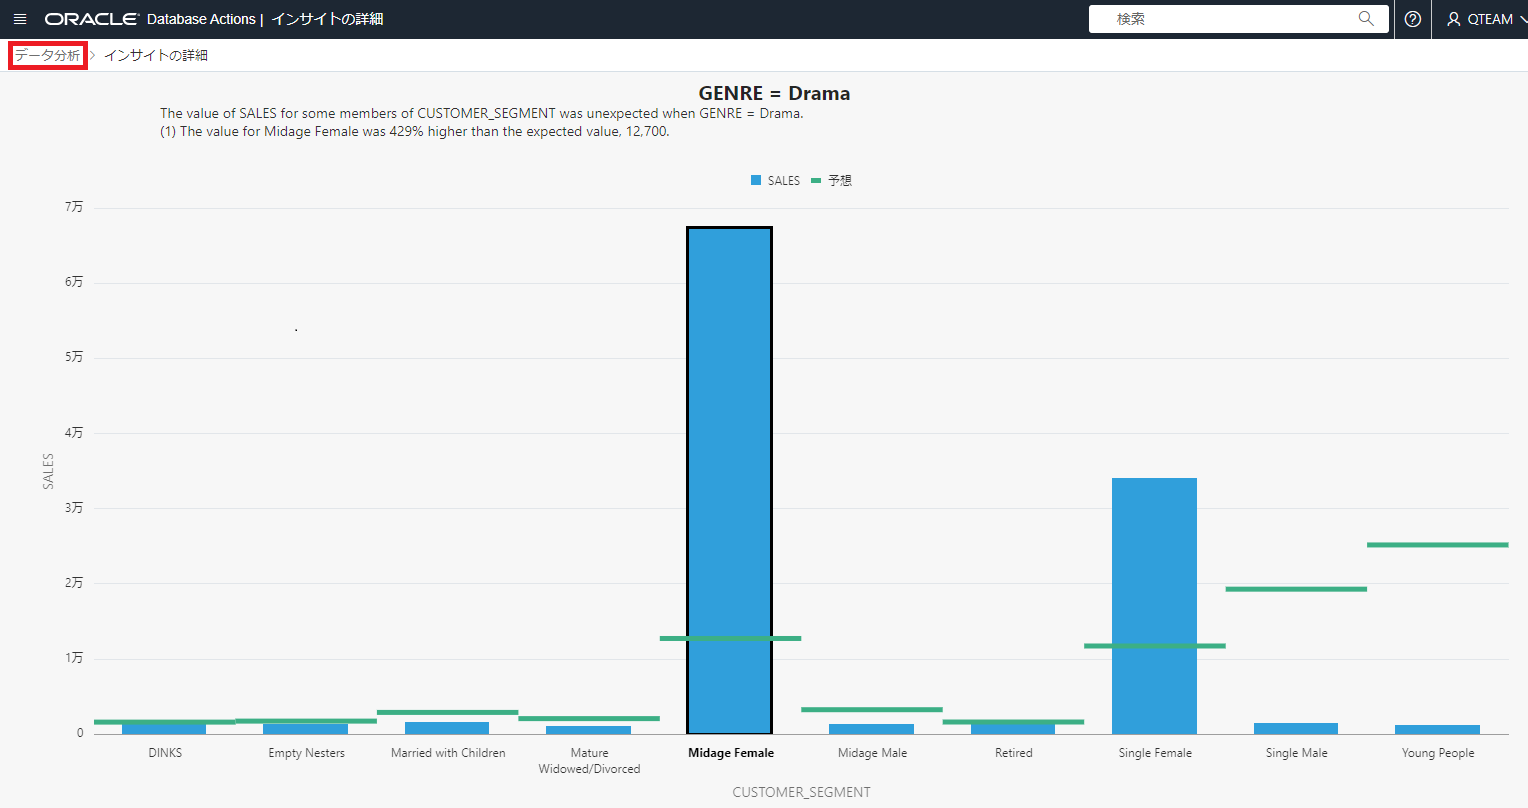 ORACLE Database Actions | インサイトの詳細
検索
QTEAM
データ分析 > インサイトの詳細
GENRE = Drama
The value of SALES for some members of CUSTOMER_SEGMENT was unexpected when GENRE = Drama.
(1) The value for Midage Female was 429% higher than the expected value, 12,700.
SALES 予想
7万
6万
5万
4万
3万
2万
1万
0
SALES
DINKS
Empty Nesters
Married with Children
Mature
Widowed/Divorced
Midage Female
Midage Male
Retired
Single Female
Single Male
Young People
CUSTOMER_SEGMENT